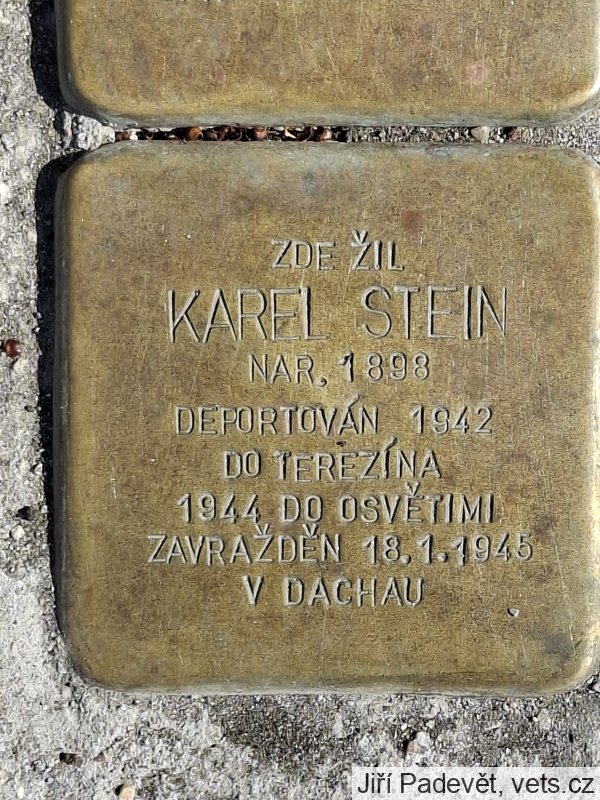 ZDE ŽIL
KAREL STEIN
NAR. 1898
DEPORTOVÁN 1942
DO TEREZÍNA
1944 DO OSVĚTIMI
ZAVRAŽDĚN 18.1.1945
V DACHAU
Jiří Padevět, vets.cz